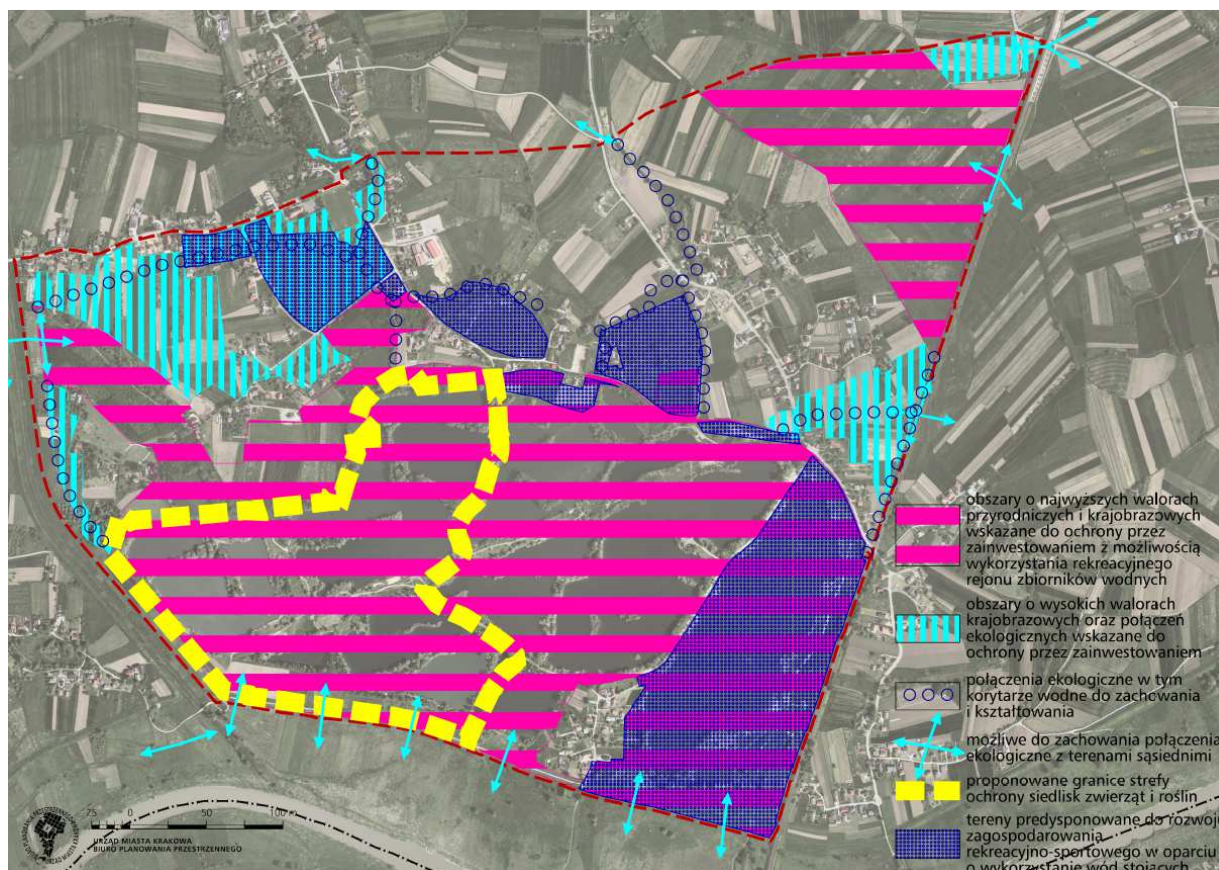 obszary o najwyższych walorach
przyrodniczych i krajobrazowych
wskazane do ochrony przez
zainwestowaniem z możliwością
wykorzystania rekreacyjnego
rejonu zbiorników wodnych
obszary o wysokich walorach
krajobrazowych oraz połączeń
ekologicznych wskazane do
ochrony przez zainwestowaniem
połączenia ekologiczne w tym
korytarze wodne do zachowania
i kształtowania
możliwe do zachowania połączenia
ekologiczne z terenami sąsiednimi
proponowane granice strefy
ochrony siedlisk zwierząt i roślin
tereny predysponowane do rozwoju
zagospodarowania
rekreacyjno-sportowego w oparciu
o wykorzystanie wód stojących
75 0 50 100 m
URZĄD MIASTA KRAKOWA
BIURO PLANOWANIA PRZESTRZENNEGO